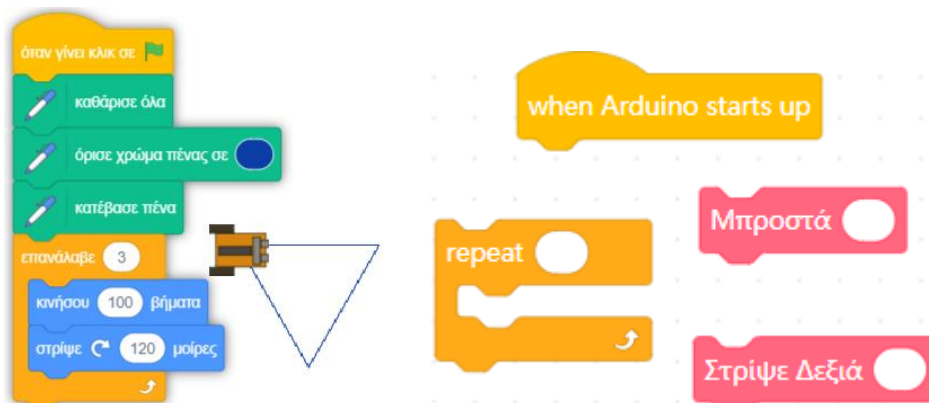 όταν γίνει κλικ σε
καθάρισε όλα
όρισε χρώμα πένας σε
κατέβασε πένα
επανάλαβε 3
κινήσου 100 βήματα
στρίψε 120 μοίρες
when Arduino starts up
repeat
Μπροστά
Στρίψε Δεξιά